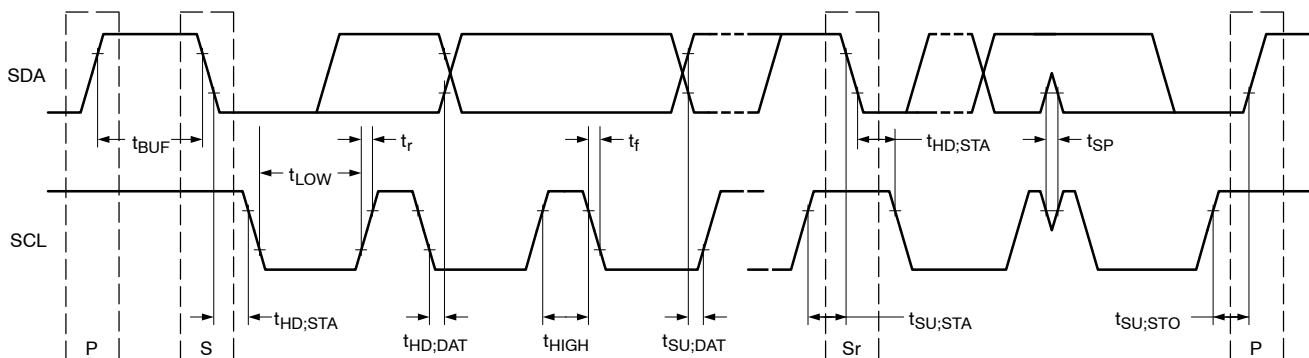 SDA
tBUF
tLOW
tr
tf
tHD;STA
tSP
SCL
tHD;STA
tHD;DAT
tHIGH
tSU;DAT
tSU;STA
tSU;STO
P
S
Sr
P